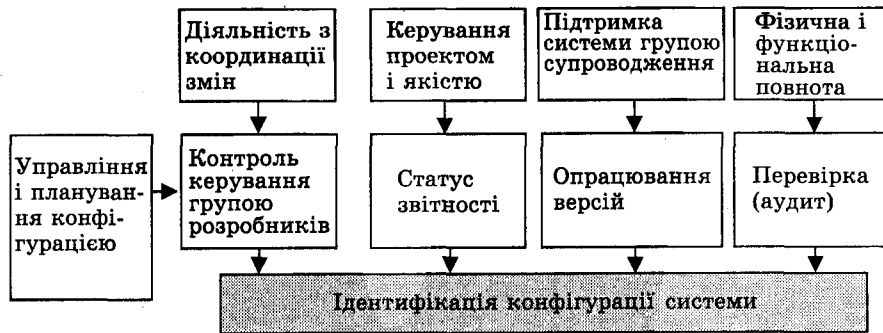 Діяльність з
координації
змін
Керування
проектом
і якістю
Підтримка
системи групою
супроводження
Фізична і
функціо-
нальна
повнота
Управління
і плануван-
ня конфі-
гурацією
Контроль
керування
групою
розробників
Статус
звітності
Опрацювання
версій
Перевірка
(аудит)
Ідентифікація конфігурації системи